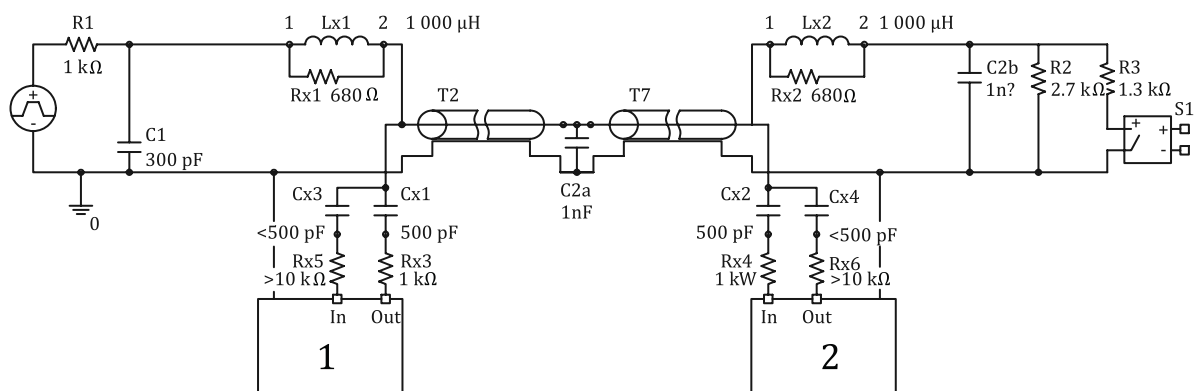 R1
1 kΩ
+
-
C1
300 pF
0
1 Lx1 2 1 000 µH
Rx1 680 Ω
T2
T7
C2a
1nF
1 Lx2 2 1 000 µH
Rx2 680Ω
C2b
1n?
R2
2.7 kΩ
R3
1.3 kΩ
S1
+ +
-
Cx3 Cx1
<500 pF 500 pF
Rx5 Rx3
>10 kΩ 1 kΩ
In Out
1
Cx2 Cx4
500 pF <500 pF
Rx4 Rx6
1 kW >10 kΩ
In Out
2